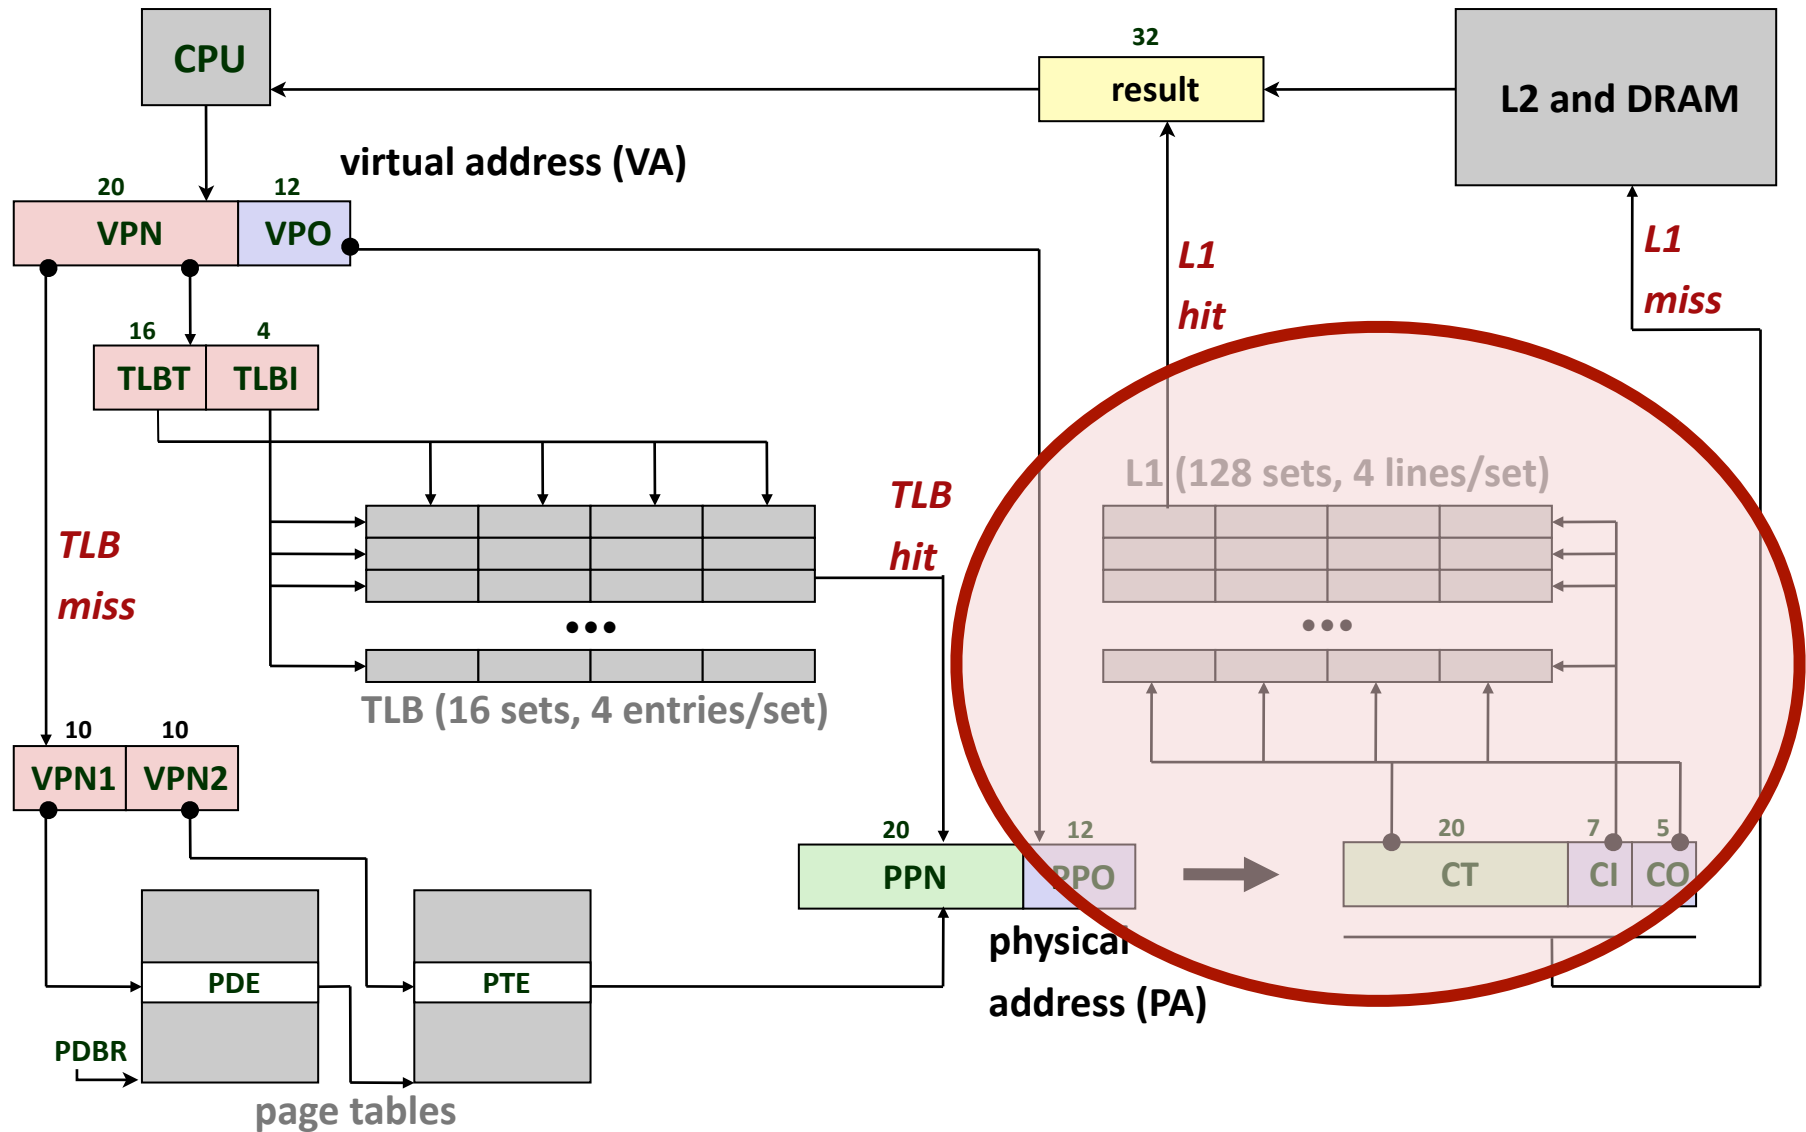 CPU
32
result
L2 and DRAM
virtual address (VA)
20
12
VPN
VPO
L1
hit
L1
miss
16
4
TLBT
TLBI
L1 (128 sets, 4 lines/set)
TLB
hit
TLB
miss
•••
•••
TLB (16 sets, 4 entries/set)
10
10
VPN1
VPN2
20
12
PPN
PPO
20
7
5
CT
CI
CO
physical
address (PA)
PDE
PTE
PDBR
page tables